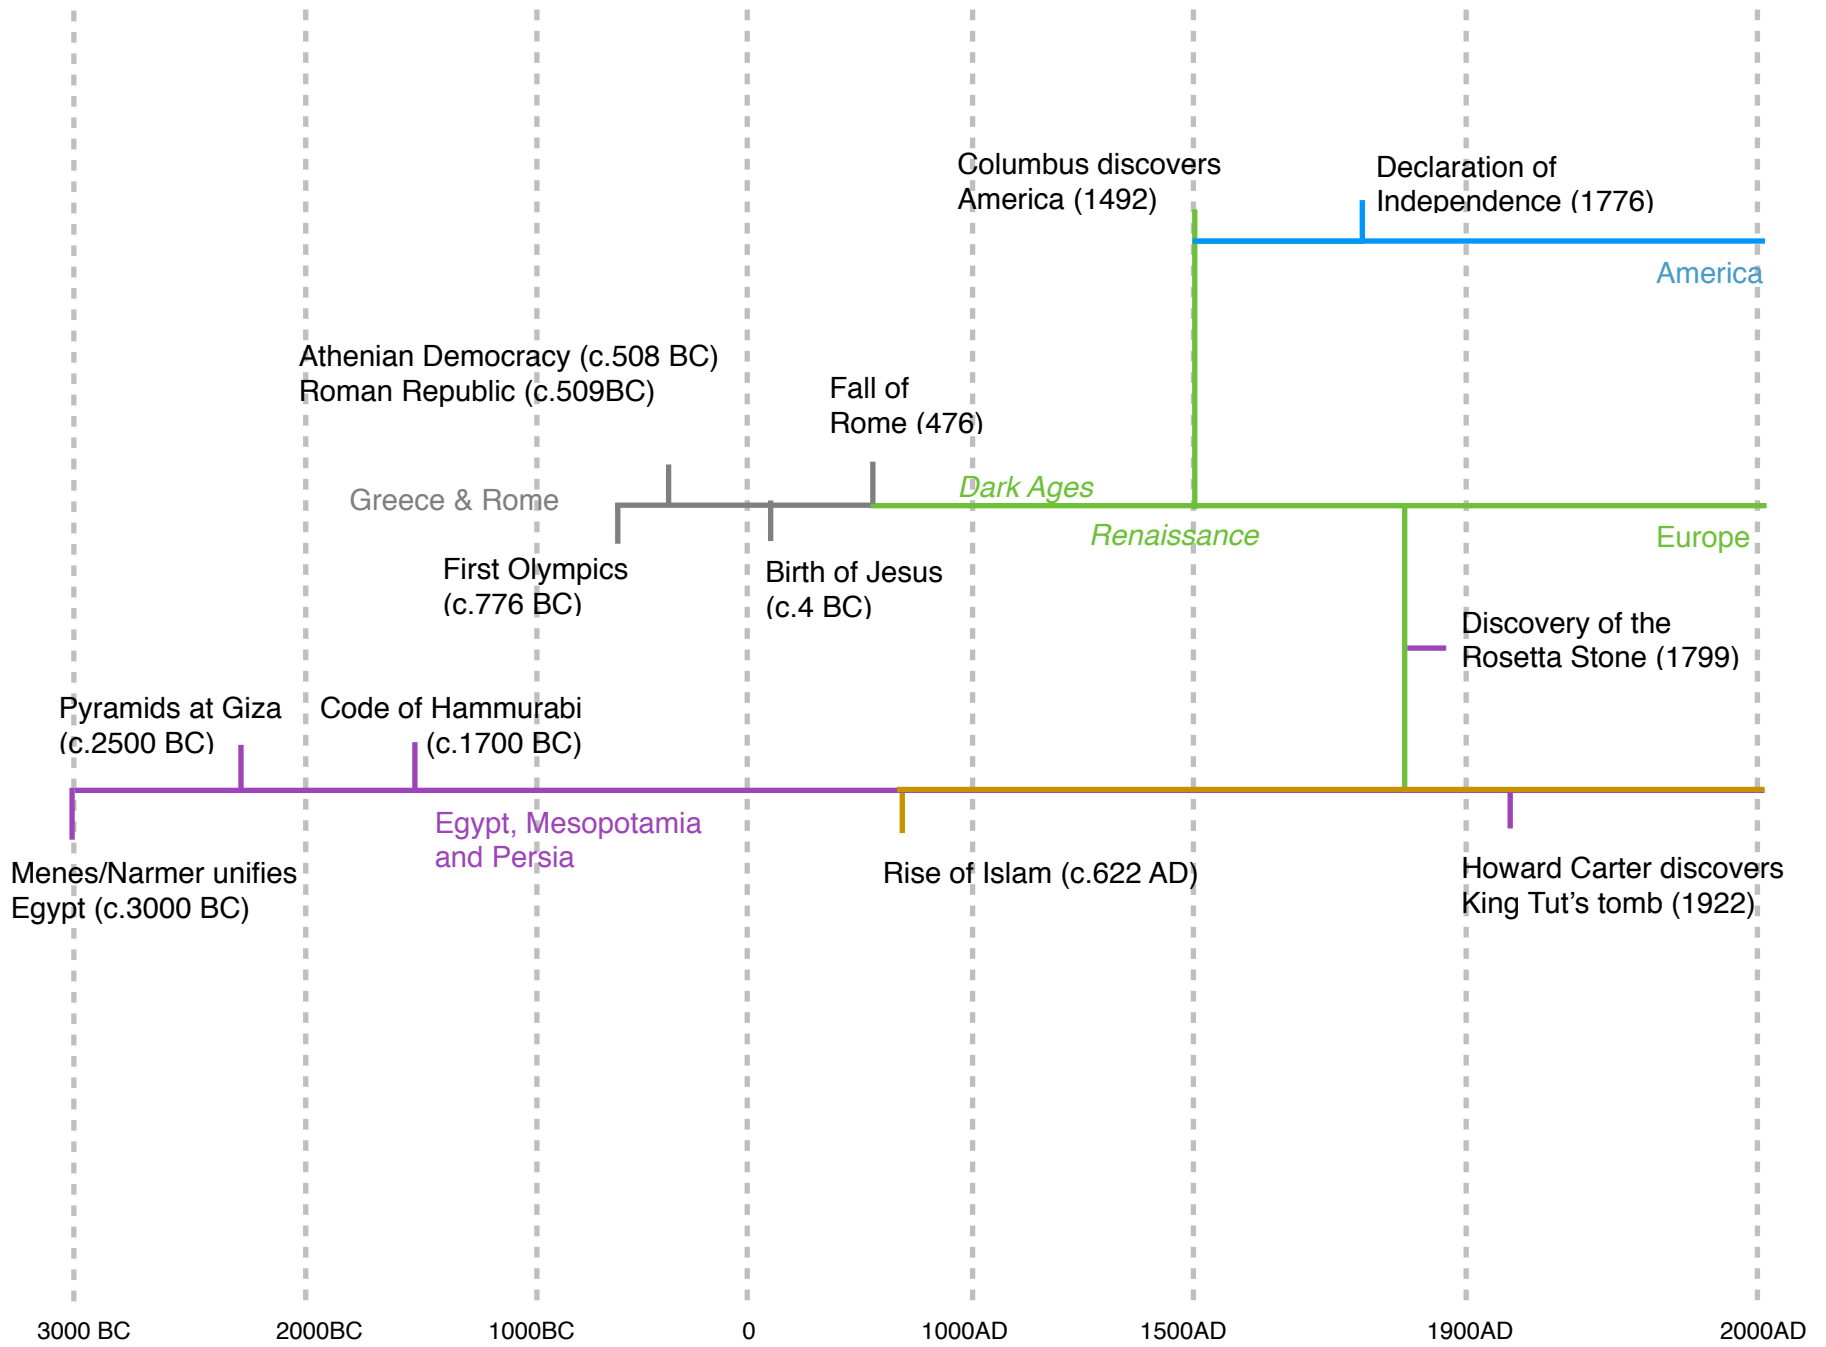 Columbus discovers
America (1492)
Declaration of
Independence (1776)
America
Athenian Democracy (c.508 BC)
Roman Republic (c.509BC)
Fall of
Rome (476)
Greece & Rome
Dark Ages
Renaissance
Europe
First Olympics
(c.776 BC)
Birth of Jesus
(c.4 BC)
Discovery of the
Rosetta Stone (1799)
Pyramids at Giza
(c.2500 BC)
Code of Hammurabi
(c.1700 BC)
Egypt, Mesopotamia
and Persia
Menes/Narmer unifies
Egypt (c.3000 BC)
Rise of Islam (c.622 AD)
Howard Carter discovers
King Tut’s tomb (1922)
3000 BC
2000BC
1000BC
0
1000AD
1500AD
1900AD
2000AD